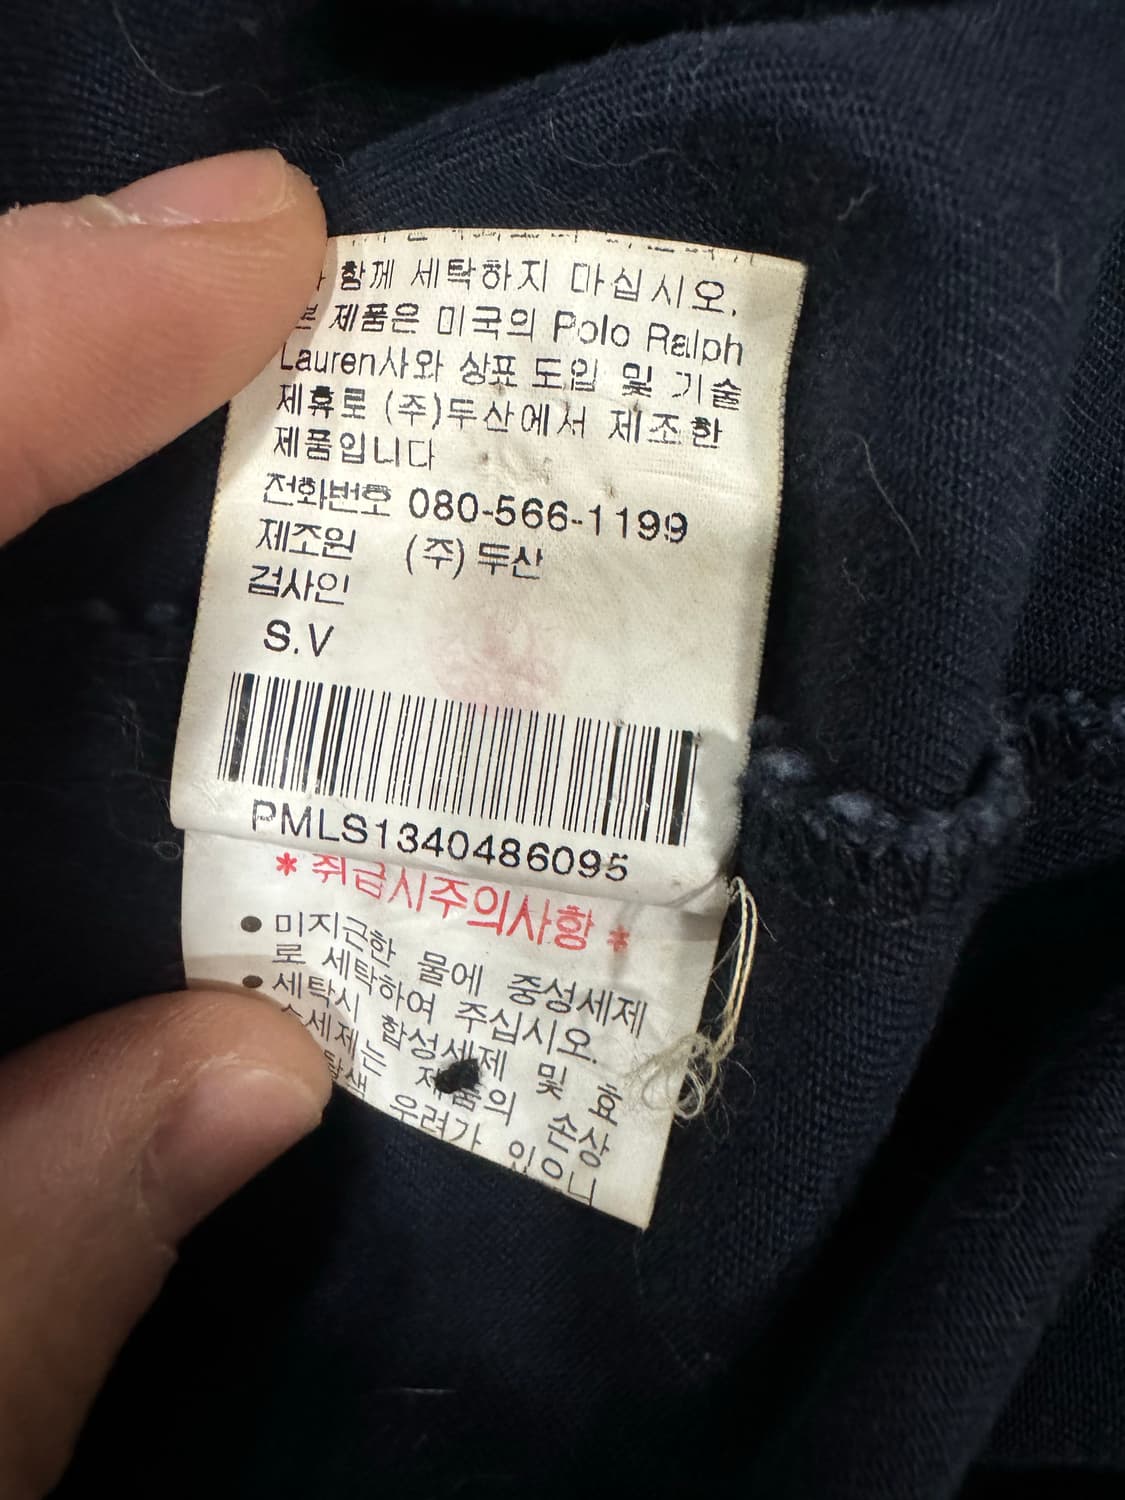 함께 세탁하지 마십시오.
본 제품은 미국의 Polo Ralph
Lauren사와 상표 도입 및 기술
제휴로 (주)두산에서 제조한
제품입니다
전화번호 080-566-1199
제조원 (주)두산
검사인
S.V
PMLS1340486095
* 취급시주의사항 *
● 미지근한 물에 중성세제
로 세탁하여 주십시오.
● 세탁시 합성세제 및 효
소세제는 제품의 손상
탈색 우려가 있으니